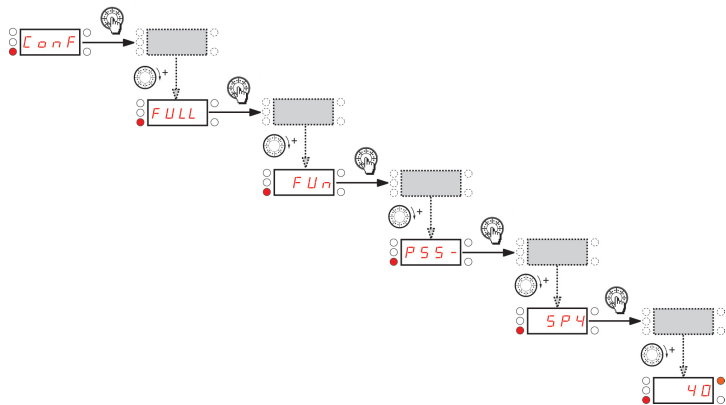 ConF
+
FULL
+
FUn
+
PSS-
+
SP4
+
40